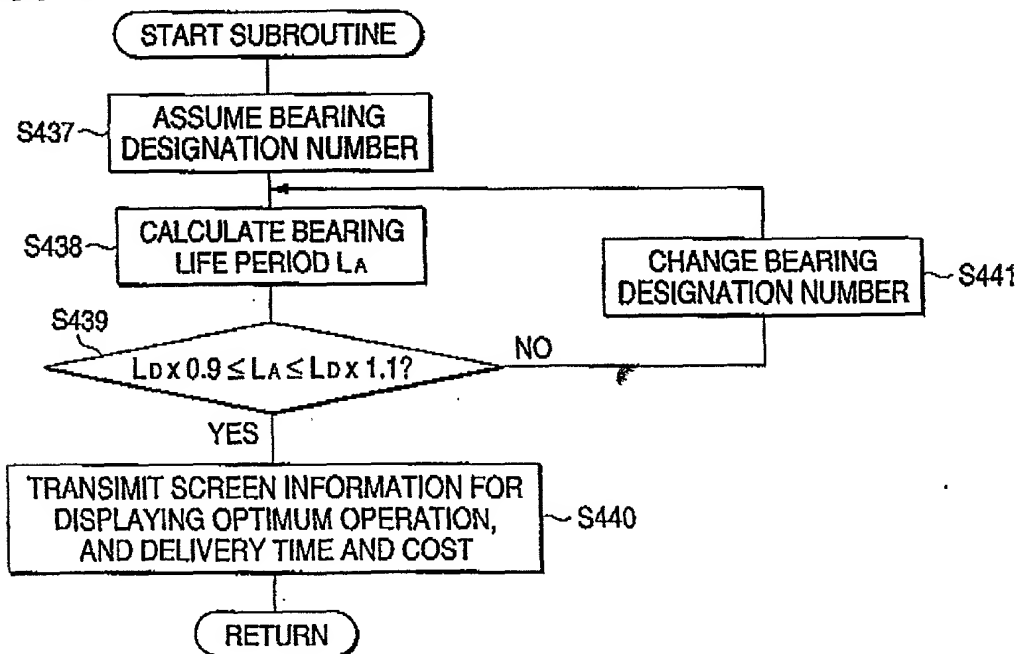 START SUBROUTINE
S437
ASSUME BEARING
DESIGNATION NUMBER
S438
CALCULATE BEARING
LIFE PERIOD LA
CHANGE BEARING
DESIGNATION NUMBER
S441
S439
LD x 0.9 ≤ LA ≤ LD x 1.1?
NO
YES
TRANSIMIT SCREEN INFORMATION FOR
DISPLAYING OPTIMUM OPERATION,
AND DELIVERY TIME AND COST
S440
RETURN